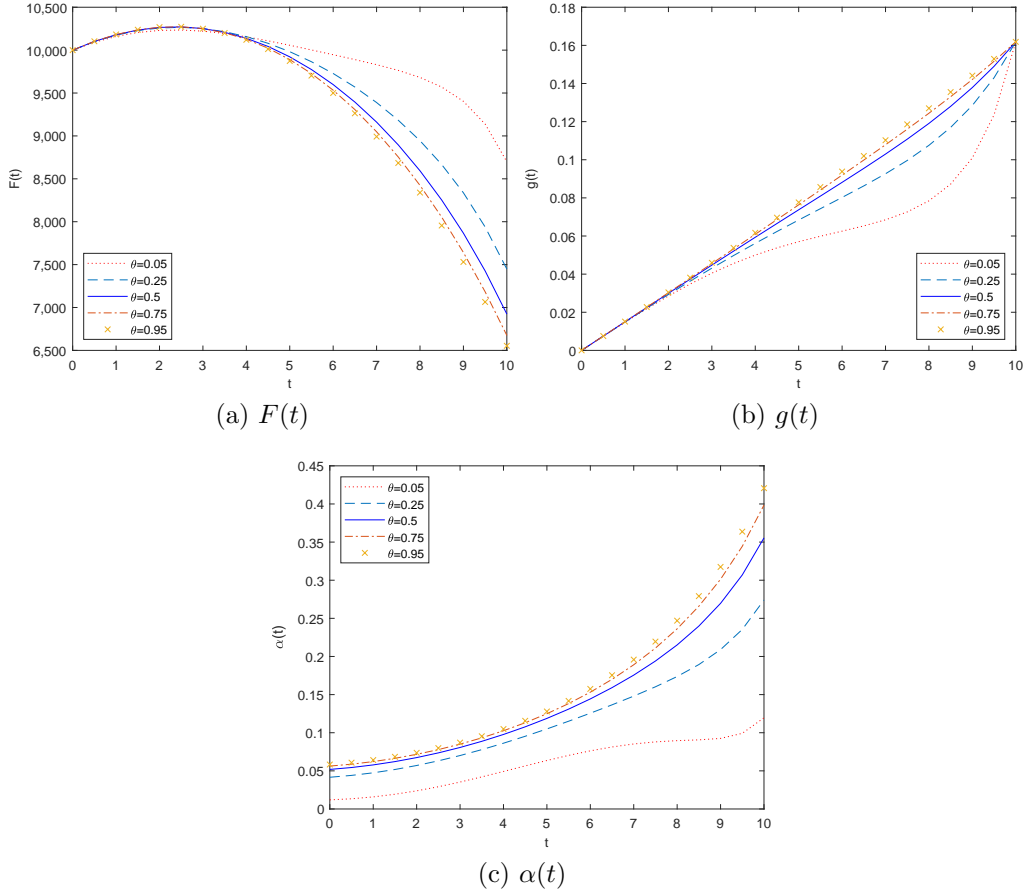 10,500
10,000
9,500
9,000
8,500
8,000
7,500
7,000
6,500
F(t)
θ=0.05
θ=0.25
θ=0.5
θ=0.75
θ=0.95
0 1 2 3 4 5 6 7 8 9 10
t
(a) F(t)
0.18
0.16
0.14
0.12
0.1
0.08
0.06
0.04
0.02
0
g(t)
θ=0.05
θ=0.25
θ=0.5
θ=0.75
θ=0.95
0 1 2 3 4 5 6 7 8 9 10
t
(b) g(t)
0.45
0.4
0.35
0.3
0.25
0.2
0.15
0.1
0.05
0
α(t)
θ=0.05
θ=0.25
θ=0.5
θ=0.75
θ=0.95
0 1 2 3 4 5 6 7 8 9 10
t
(c) α(t)